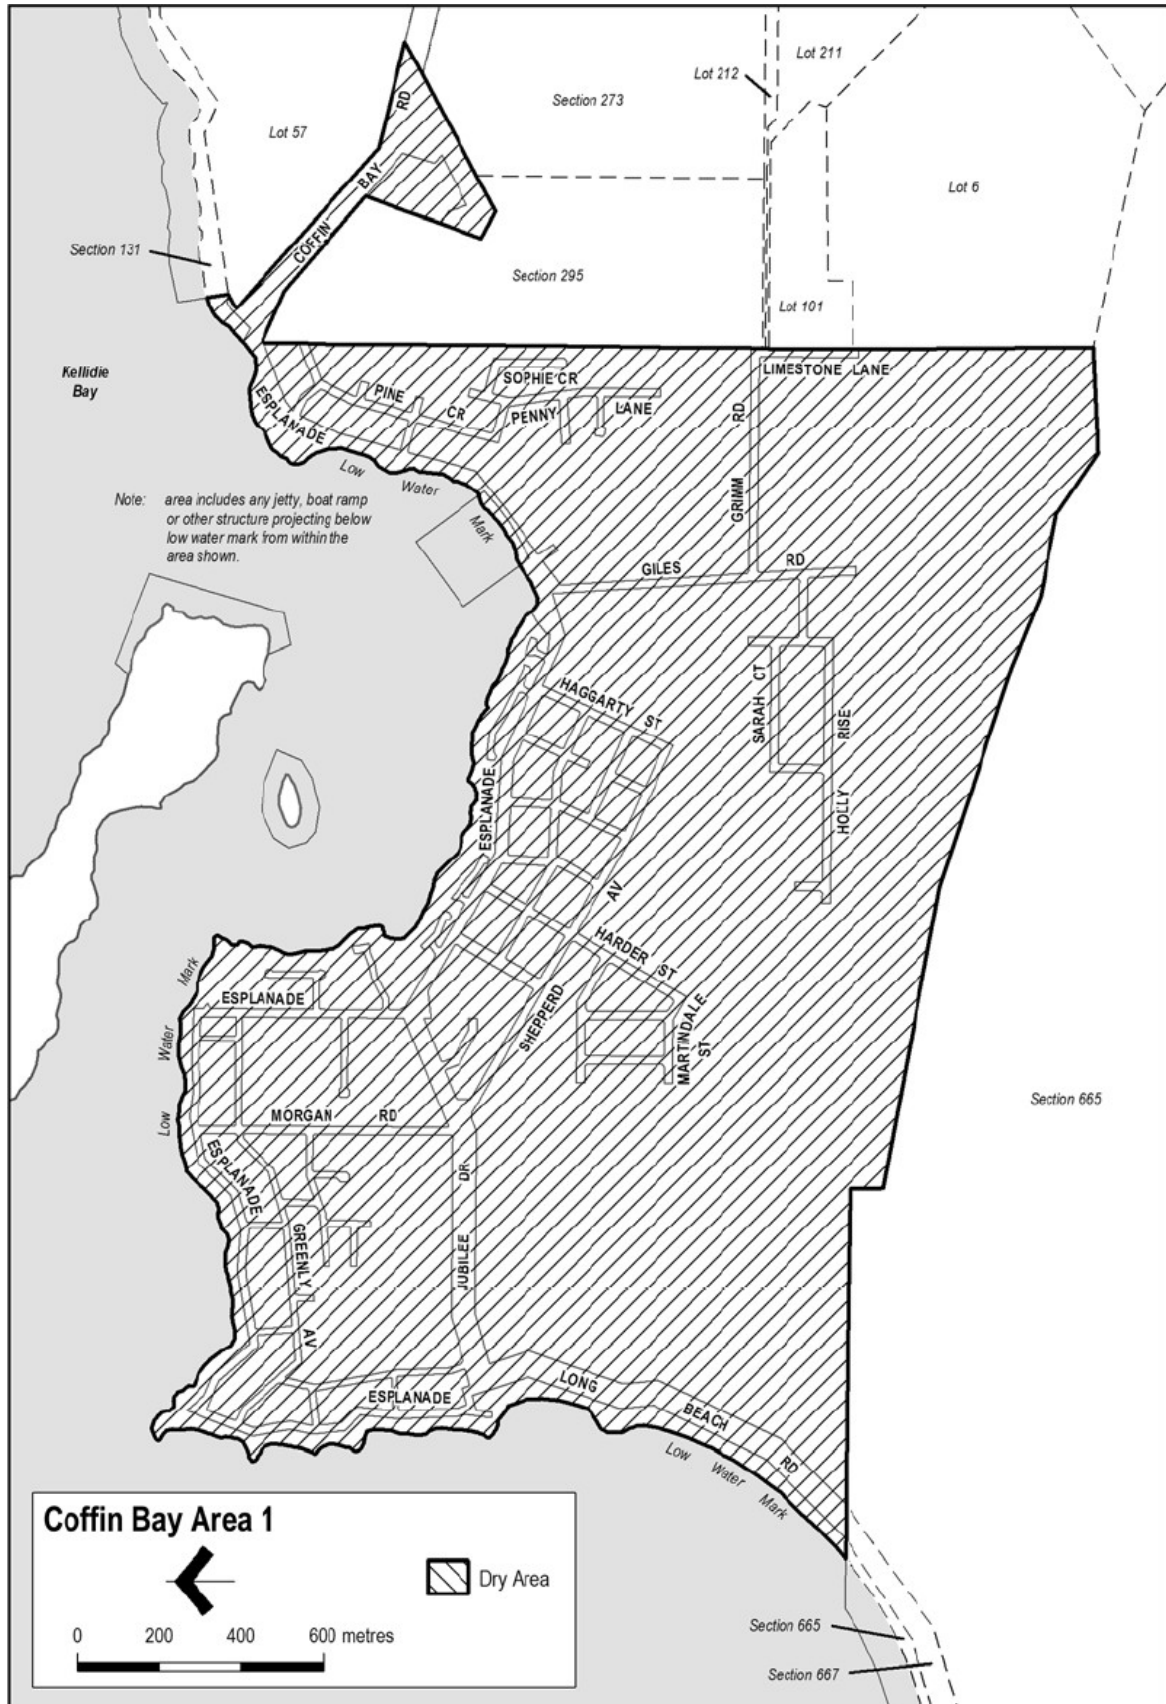 Lot 211
Lot 212
Section 273
Lot 57
RD
BAY
COFFIN
Lot 6
Section 131
Section 295
Lot 101
Kellidie
Bay
SOPHIE CR
LIMESTONE LANE
PINE
CR
PENNY
LANE
ESPLANADE
RD
GRIMM
Low
Water
Mark
Note: area includes any jetty, boat ramp
or other structure projecting below
low water mark from within the
area shown.
GILES
RD
HAGGARTY ST
SARAH CT
HOLLY RISE
ESPLANADE
AV
SHEPPERD
HARDER ST
MARTINDALE
ST
Mark
Water
Low
ESPLANADE
MORGAN RD
Section 665
ESPLANADE
GREENLY
AV
JUBILEE DR
ESPLANADE
LONG
BEACH
RD
Low
Water
Mark
Coffin Bay Area 1
Dry Area
0 200 400 600 metres
Section 665
Section 667